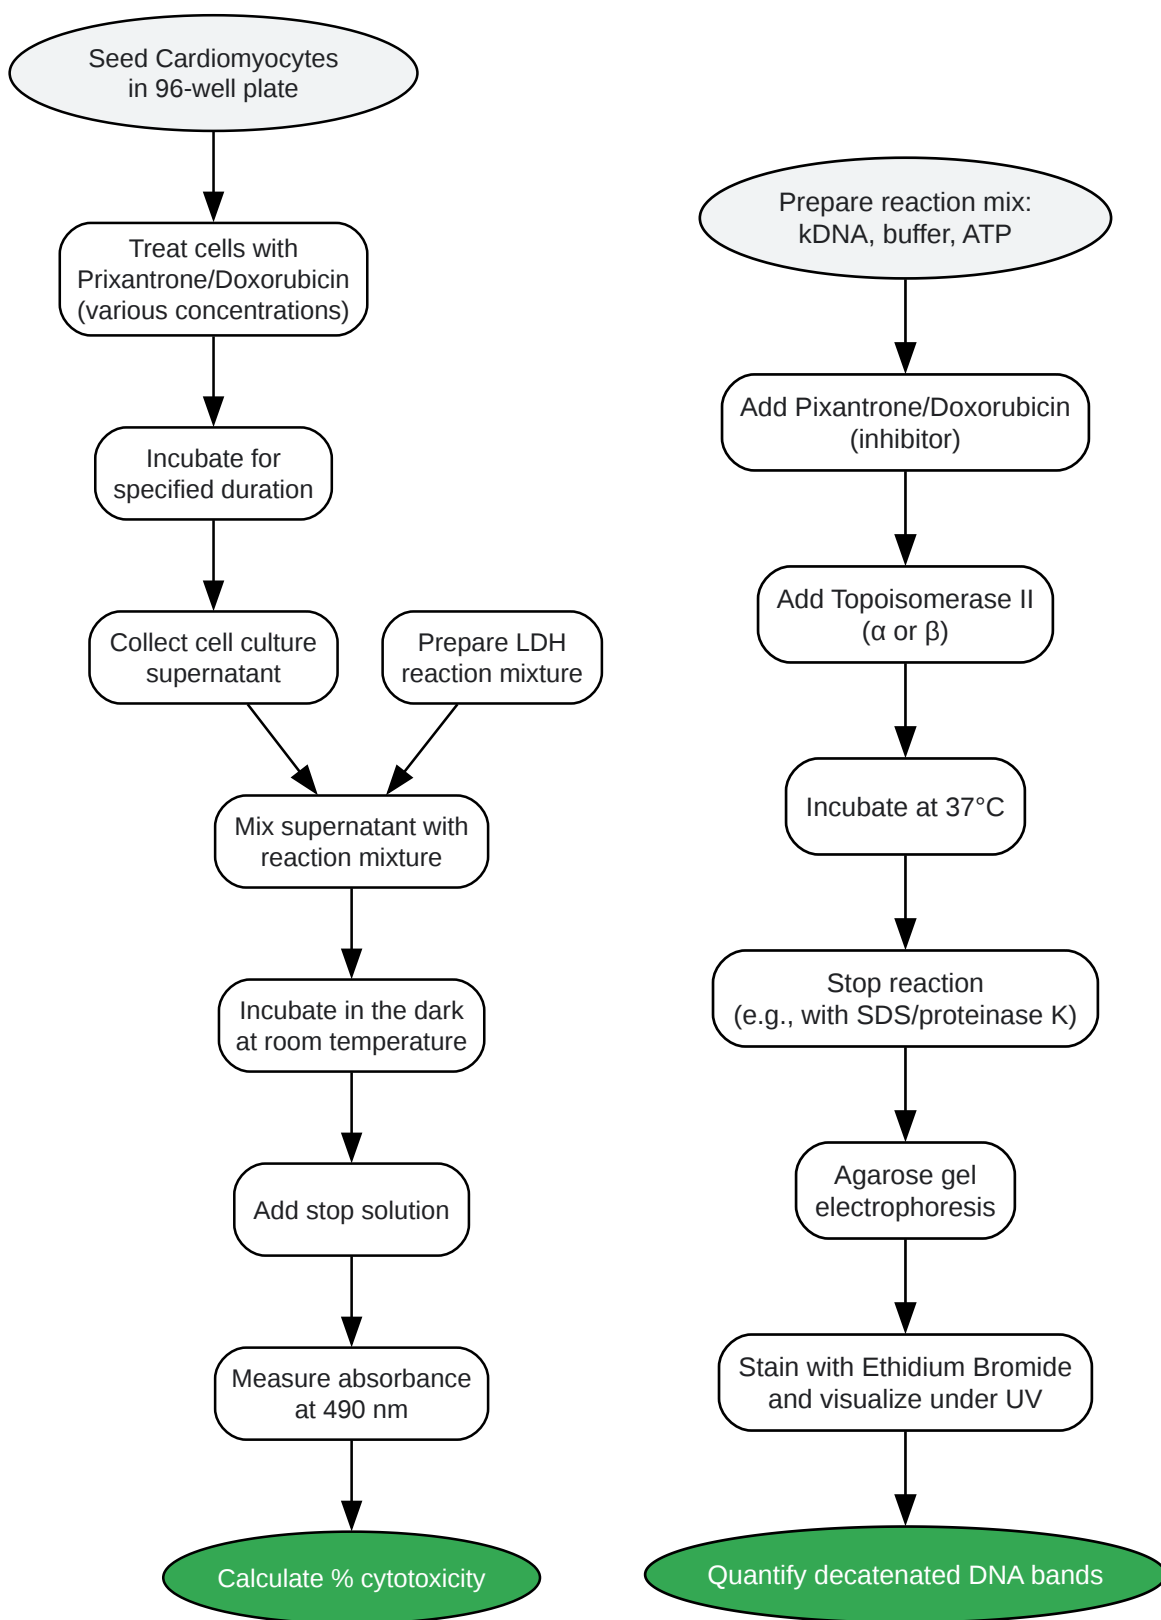 Seed Cardiomyocytes
in 96-well plate
Treat cells with
Prixantrone/Doxorubicin
(various concentrations)
Incubate for
specified duration
Collect cell culture
supernatant
Prepare LDH
reaction mixture
Mix supernatant with
reaction mixture
Incubate in the dark
at room temperature
Add stop solution
Measure absorbance
at 490 nm
Calculate % cytotoxicity
Prepare reaction mix:
kDNA, buffer, ATP
Add Pixantrone/Doxorubicin
(inhibitor)
Add Topoisomerase II
(α or β)
Incubate at 37°C
Stop reaction
(e.g., with SDS/proteinase K)
Agarose gel
electrophoresis
Stain with Ethidium Bromide
and visualize under UV
Quantify decatenated DNA bands